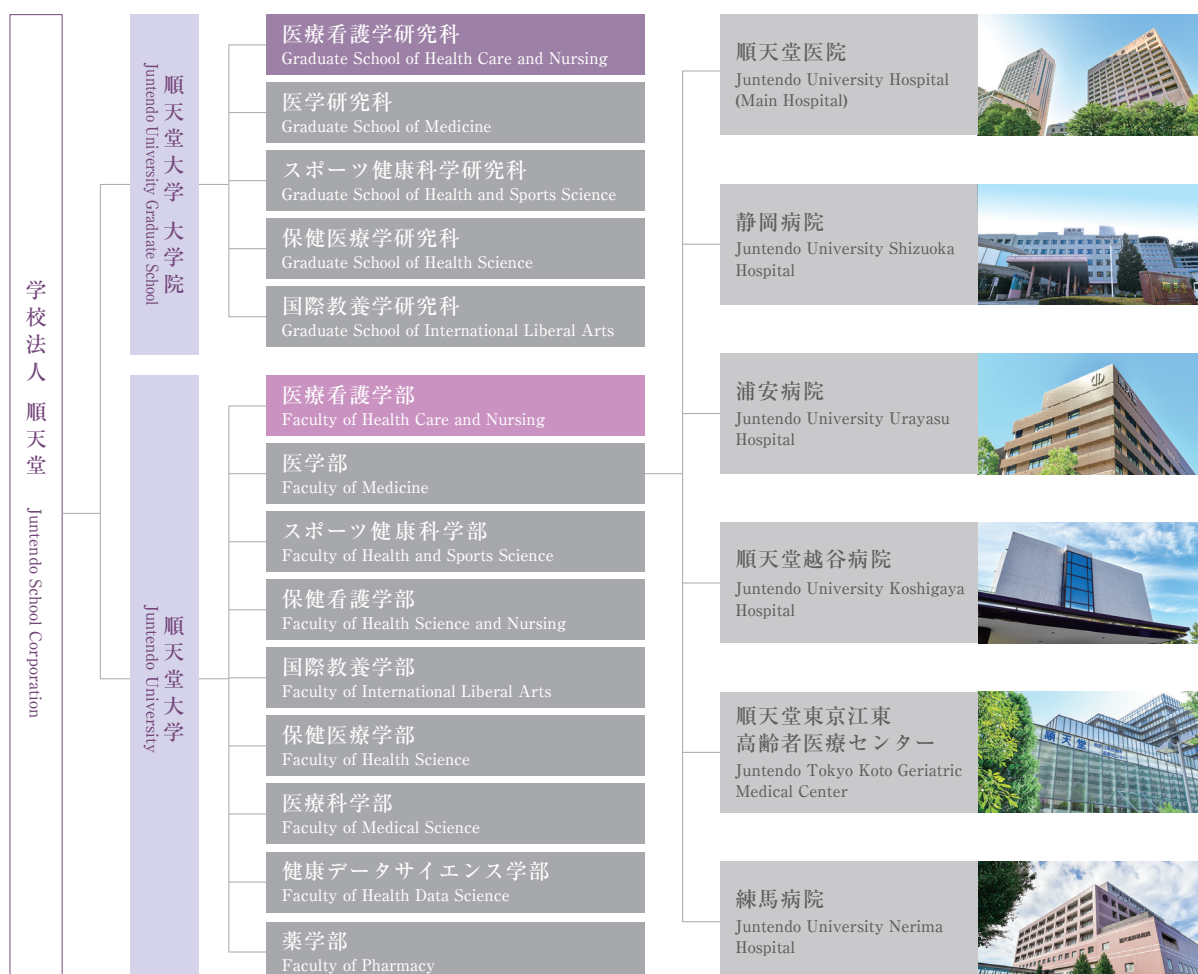 学校法人 順天堂 Juntendo School Corporation
順天堂大学 大学院
Juntendo University Graduate School
医療看護学研究科
Graduate School of Health Care and Nursing
医学研究科
Graduate School of Medicine
スポーツ健康科学研究科
Graduate School of Health and Sports Science
保健医療学研究科
Graduate School of Health Science
国際教養学研究科
Graduate School of International Liberal Arts
順天堂大学
Juntendo University
医療看護学部
Faculty of Health Care and Nursing
医学部
Faculty of Medicine
スポーツ健康科学部
Faculty of Health and Sports Science
保健看護学部
Faculty of Health Science and Nursing
国際教養学部
Faculty of International Liberal Arts
保健医療学部
Faculty of Health Science
医療科学部
Faculty of Medical Science
健康データサイエンス学部
Faculty of Health Data Science
薬学部
Faculty of Pharmacy
順天堂医院
Juntendo University Hospital
(Main Hospital)
静岡病院
Juntendo University Shizuoka
Hospital
浦安病院
Juntendo University Urayasu
Hospital
順天堂越谷病院
Juntendo University Koshigaya
Hospital
順天堂東京江東
高齢者医療センター
Juntendo Tokyo Koto Geriatric
Medical Center
順天堂
練馬病院
Juntendo University Nerima
Hospital